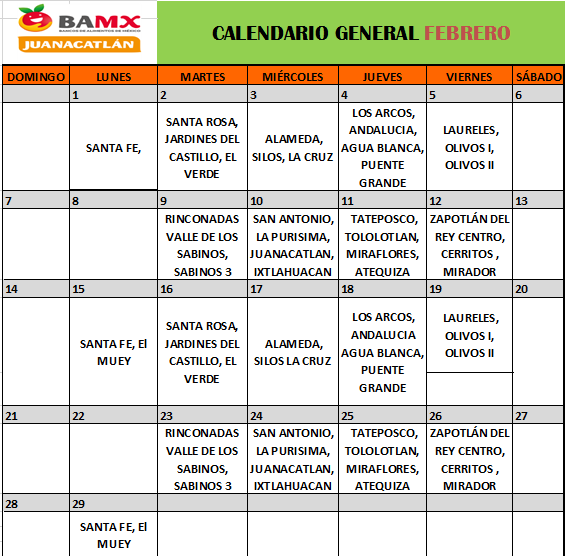 BAMX
BANCOS DE ALIMENTOS DE MÉXICO
JUANACATLÁN
CALENDARIO GENERAL FEBRERO
DOMINGO LUNES MARTES MIÉRCOLES JUEVES VIERNES SÁBADO
1 2 3 4 5 6
SANTA FE,
SANTA ROSA,
JARDINES DEL
CASTILLO, EL
VERDE
ALAMEDA,
SILOS, LA CRUZ
LOS ARCOS,
ANDALUCIA,
AGUA BLANCA,
PUENTE
GRANDE
LAURELES,
OLIVOS I,
OLIVOS II
7 8 9 10 11 12 13
RINCONADAS
VALLE DE LOS
SABINOS,
SABINOS 3
SAN ANTONIO,
LA PURISIMA,
JUANACATLAN,
IXTLAHUACAN
TATEPOSCO,
TOLOLOTLAN,
MIRAFLORES,
ATEQUIZA
ZAPOTLÁN DEL
REY CENTRO,
CERRITOS ,
MIRADOR
14 15 16 17 18 19 20
SANTA FE, El
MUEY
SANTA ROSA,
JARDINES DEL
CASTILLO, EL
VERDE
ALAMEDA,
SILOS LA CRUZ
LOS ARCOS,
ANDALUCIA
AGUA BLANCA,
PUENTE
GRANDE
LAURELES,
OLIVOS I,
OLIVOS II
21 22 23 24 25 26 27
RINCONADAS
VALLE DE LOS
SABINOS,
SABINOS 3
SAN ANTONIO,
LA PURISIMA,
JUANACATLAN,
IXTLAHUACAN
TATEPOSCO,
TOLOLOTLAN,
MIRAFLORES,
ATEQUIZA
ZAPOTLÁN DEL
REY CENTRO,
CERRITOS ,
MIRADOR
28 29
SANTA FE, El
MUEY